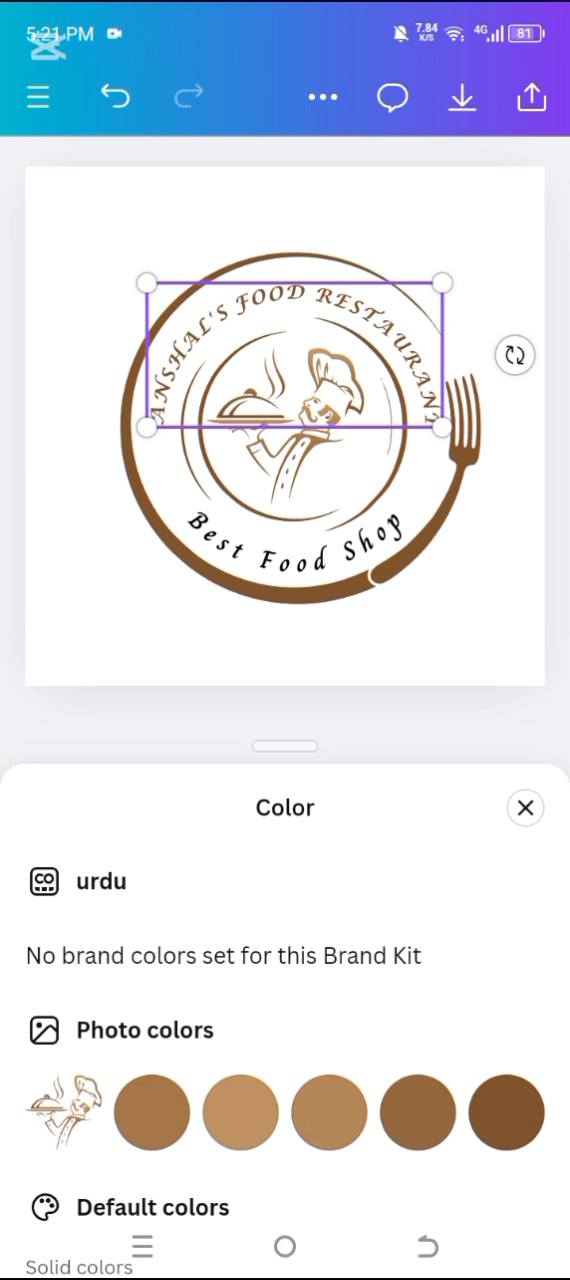 5:21 PM
7.84
K/S
4G
81
ANSHAL'S FOOD RESTAURANT
Best Food Shop
Color
CO
urdu
No brand colors set for this Brand Kit
Photo colors
Default colors
Solid colors